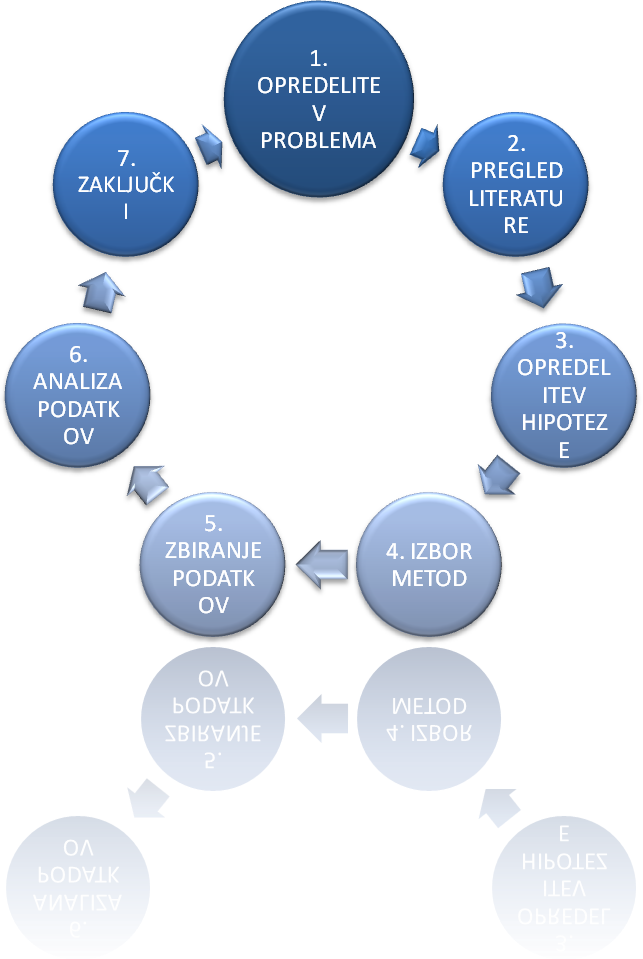 1.
OPREDELITE
V
PROBLEMA
2.
PREGLED
LITERATU
RE
3.
OPREDEL
ITEV
HIPOTEZ
E
4. IZBOR
METOD
5.
ZBIRANJE
PODATK
OV
6.
ANALIZA
PODATK
OV
7.
ZAKLJUČK
I